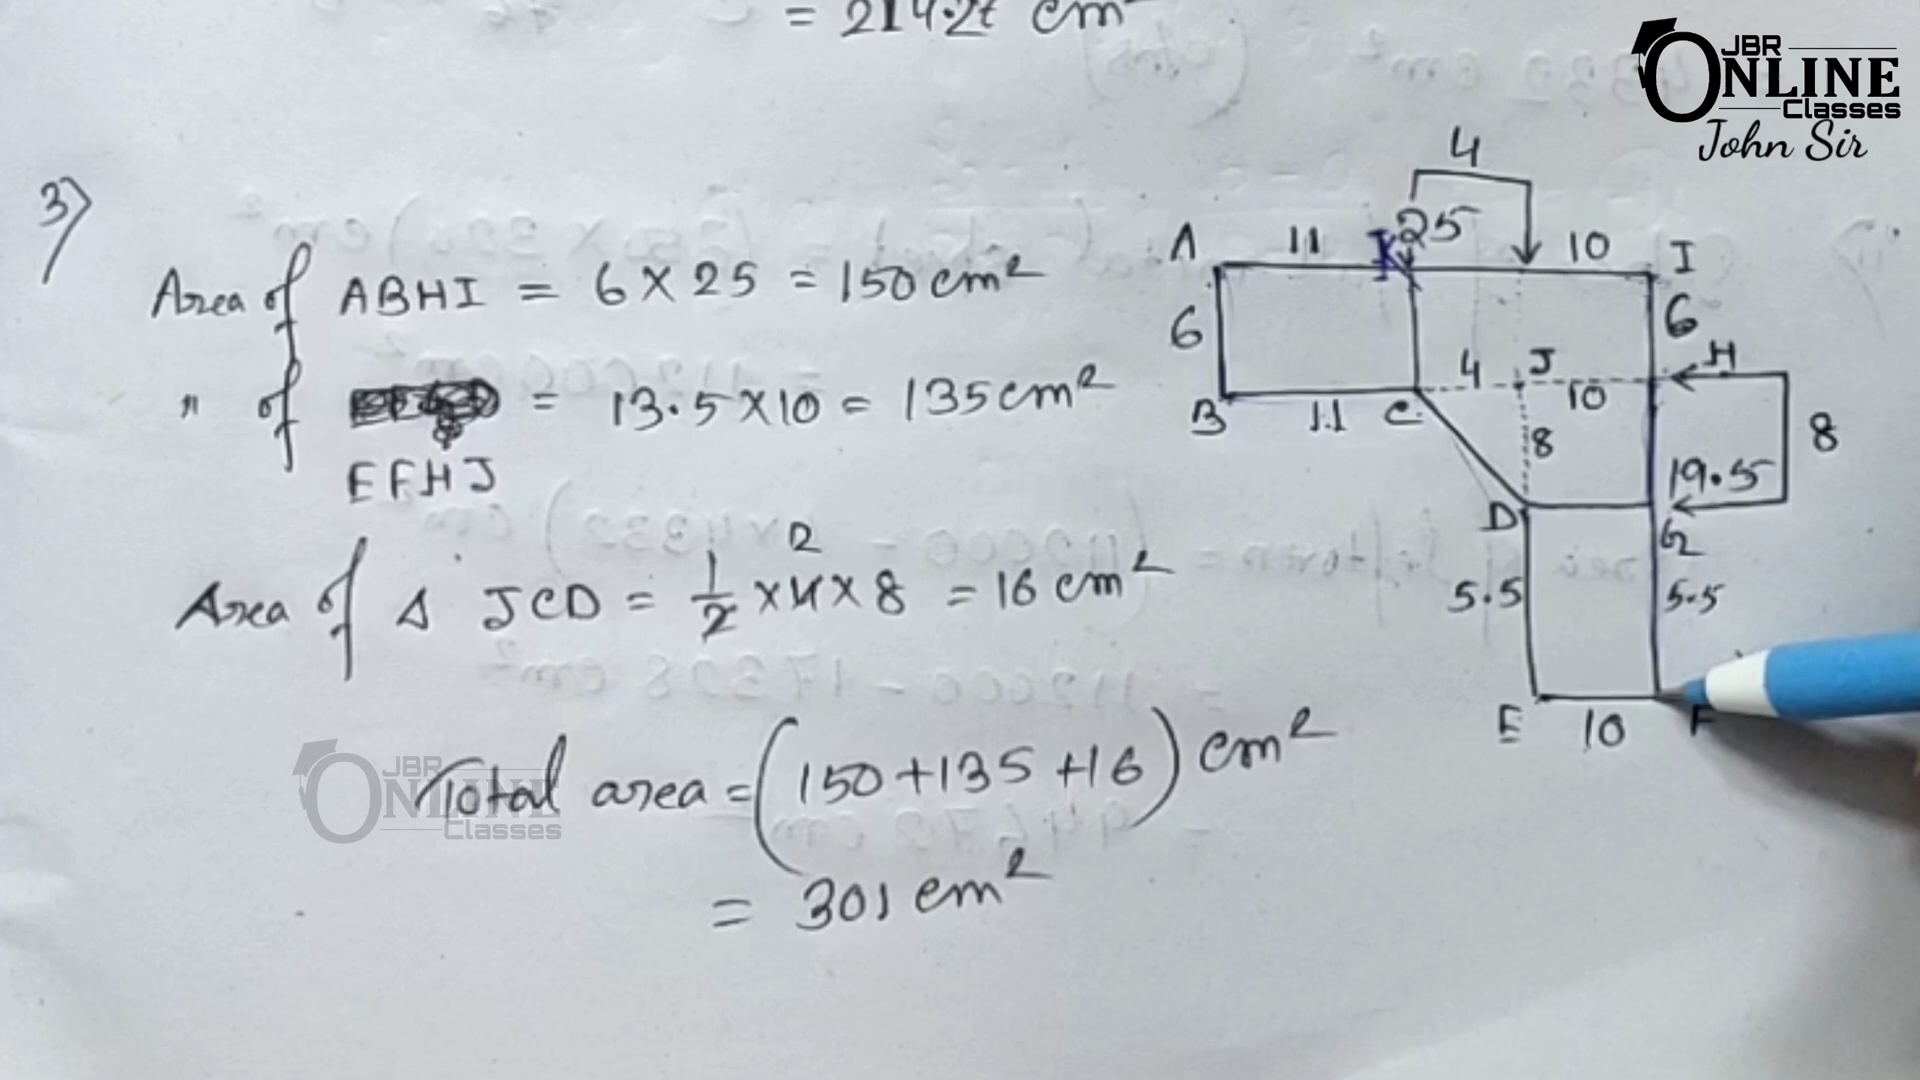 = 214.2 cm
JBR
ONLINE
Classes
John Sir
3)
Area of ABHI = 6 × 25 = 150 cm²
" of = 13.5 × 10 = 135 cm²
EFHJ
Area of Δ JCD = 1/2 × 4 × 8 = 16 cm²
2
Total area = (150 + 135 + 16) cm²
= 301 cm²
JBR
ONLINE
Classes
4
A 11 K 25 10 I
6 6
4 J 10 H
B 11 C
8 8
19.5
D G
5.5 5.5
E 10 F